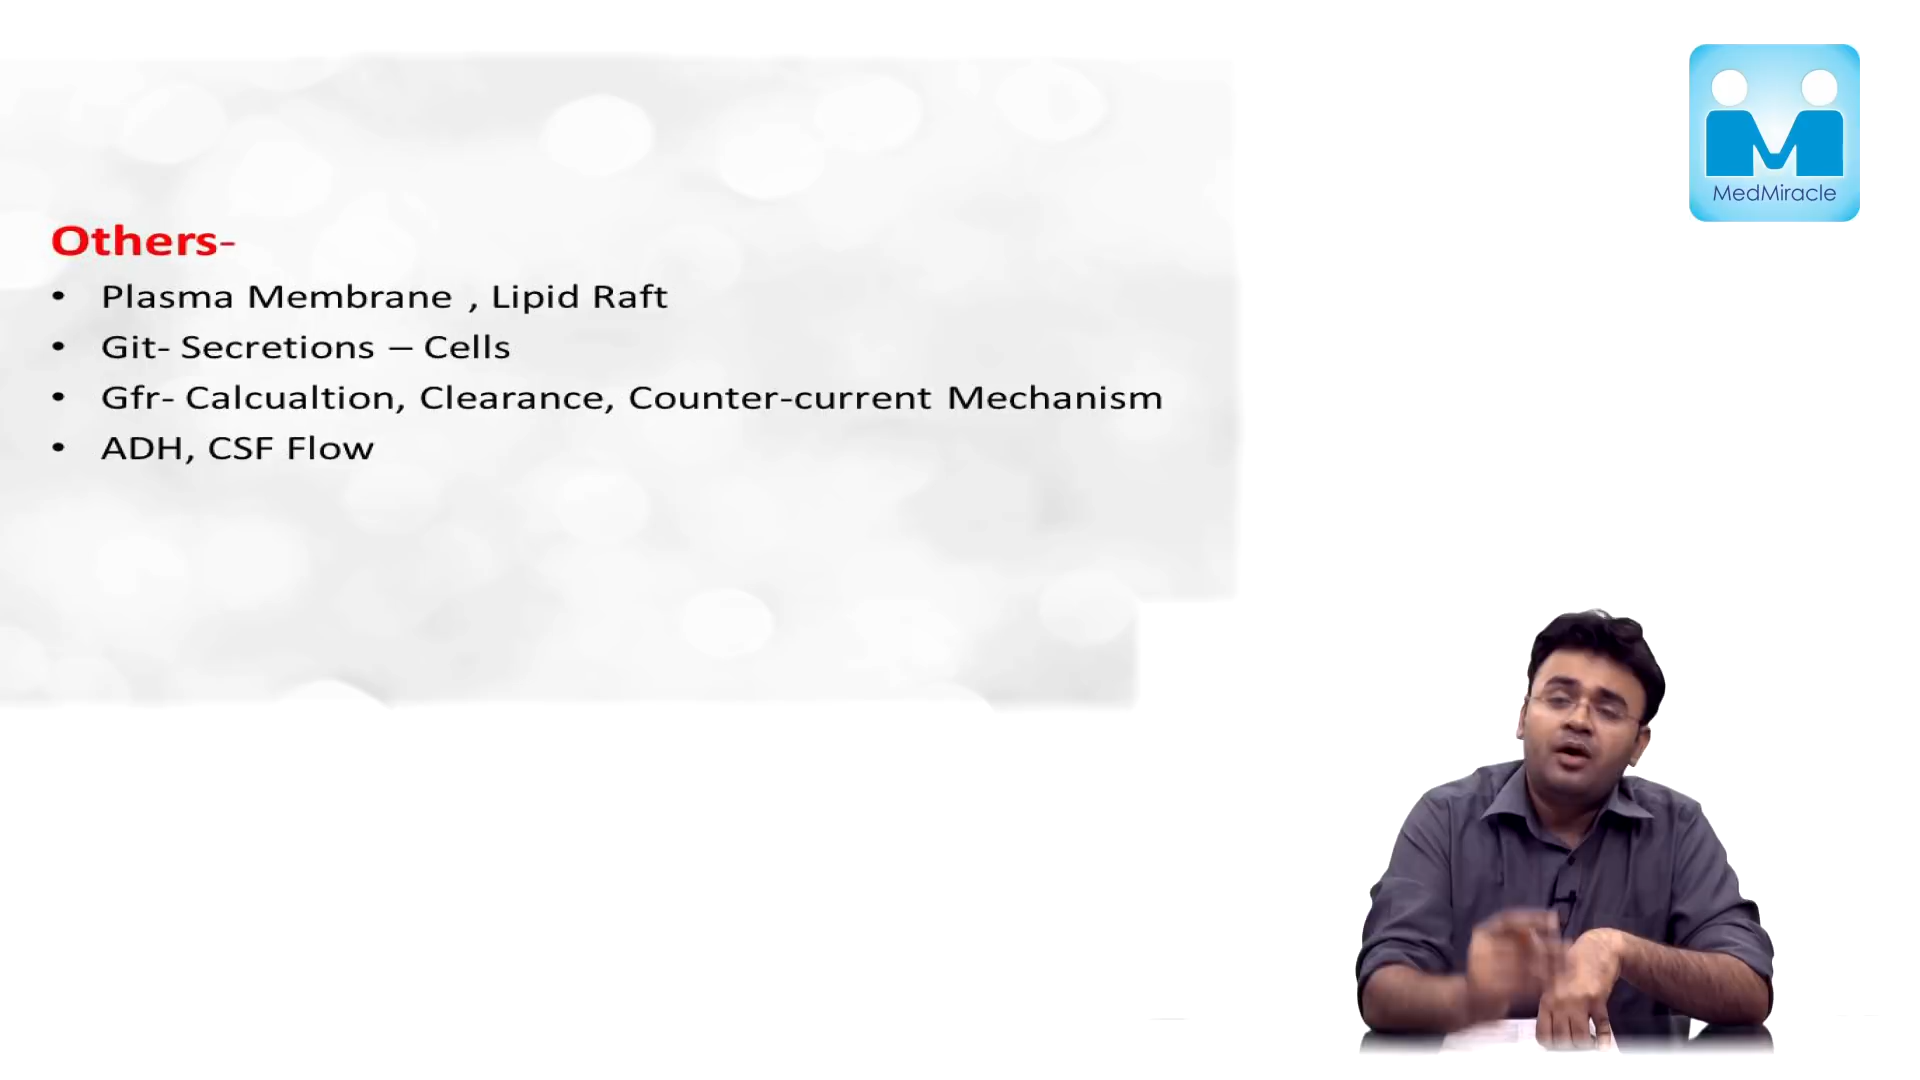 MedMiracle
Others-
• Plasma Membrane , Lipid Raft
• Git- Secretions – Cells
• Gfr- Calcualtion, Clearance, Counter-current Mechanism
• ADH, CSF Flow